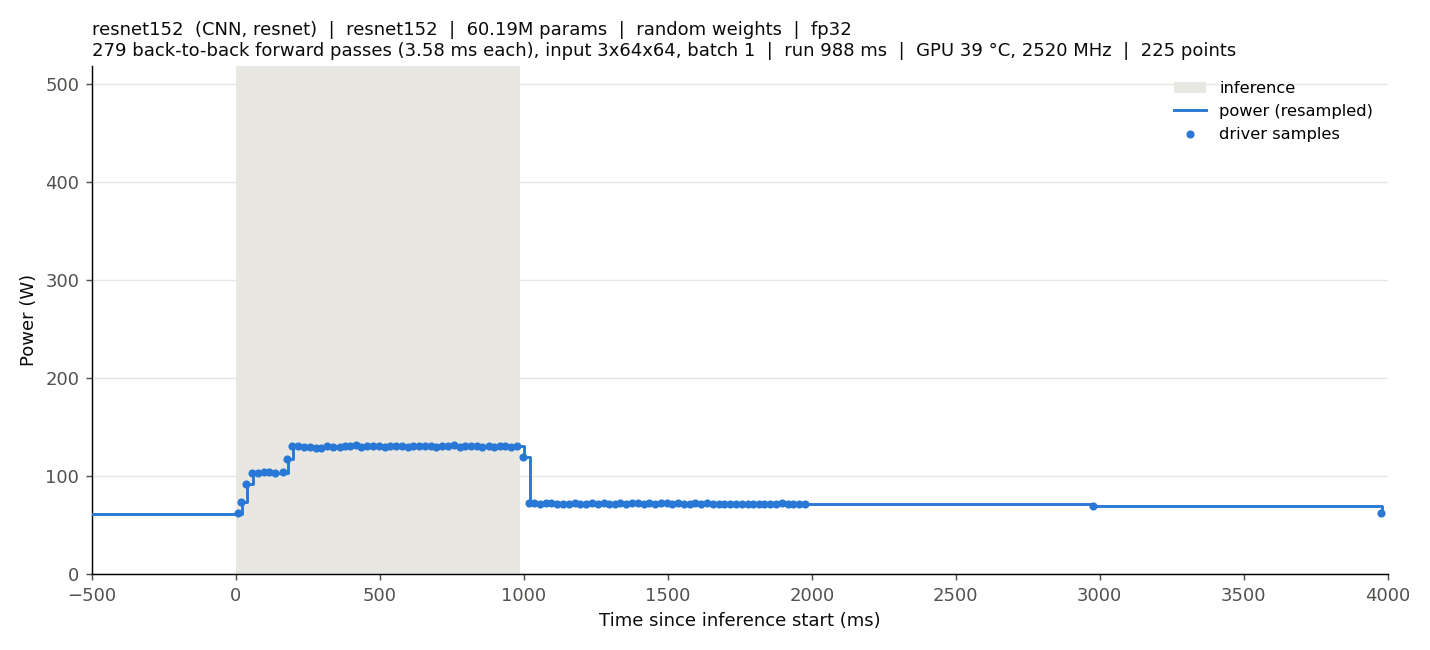 resnet152  (CNN, resnet)  |  resnet152  |  60.19M params  |  random weights  |  fp32
279 back-to-back forward passes (3.58 ms each), input 3x64x64, batch 1  |  run 988 ms  |  GPU 39 °C, 2520 MHz  |  225 points
inference
power (resampled)
driver samples
Power (W)
500
400
300
200
100
0
−500
0
500
1000
1500
2000
2500
3000
3500
4000
Time since inference start (ms)